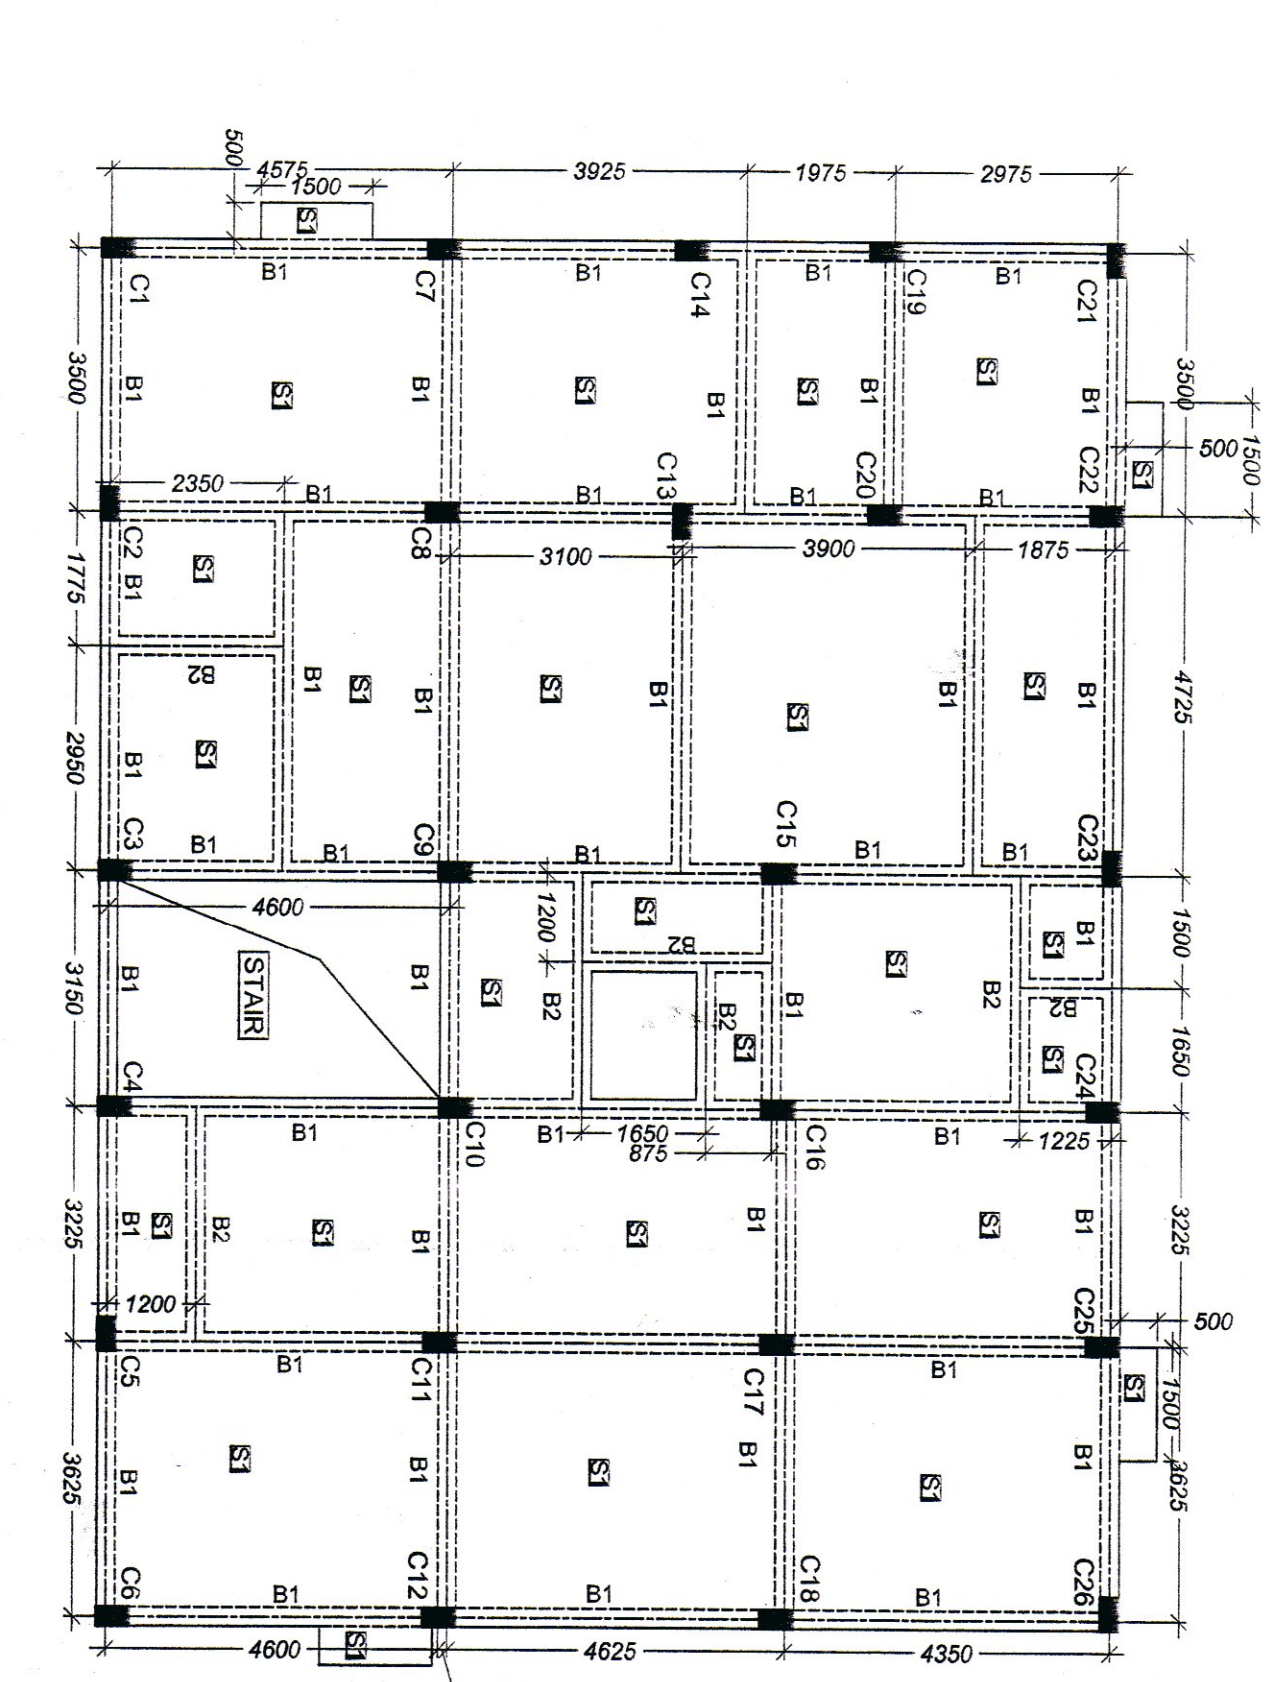 500
4575
3925
1975
2975
1500
S1
B1
B1
B1
B1
C1
C7
C14
C19
C21
3500
B1
S1
B1
S1
B1
S1
B1
S1
B1
3500
1500
500
S1
2350
B1
B1
C13
B1
C20
B1
C22
C2
C8
3100
3900
1875
1775
B1
S1
B1
S1
B1
S1
B1
S1
B1
S1
B1
4725
B2
2950
B1
S1
C3
B1
B1
C9
B1
C15
B1
B1
C23
4600
1200
S1
B2
S1
S1
B1
1500
3150
B1
STAIR
B1
S1
B2
B2
S1
B1
B2
B2
S1
1650
C4
C24
B1
C10
B1
1650
875
C16
B1
1225
3225
B1
S1
B2
S1
B1
S1
B1
S1
B1
3225
1200
C25
500
C5
B1
C11
C17
B1
S1
1500
3625
B1
S1
B1
S1
B1
S1
B1
3625
C6
B1
C12
B1
C18
B1
C26
4600
S1
4625
4350